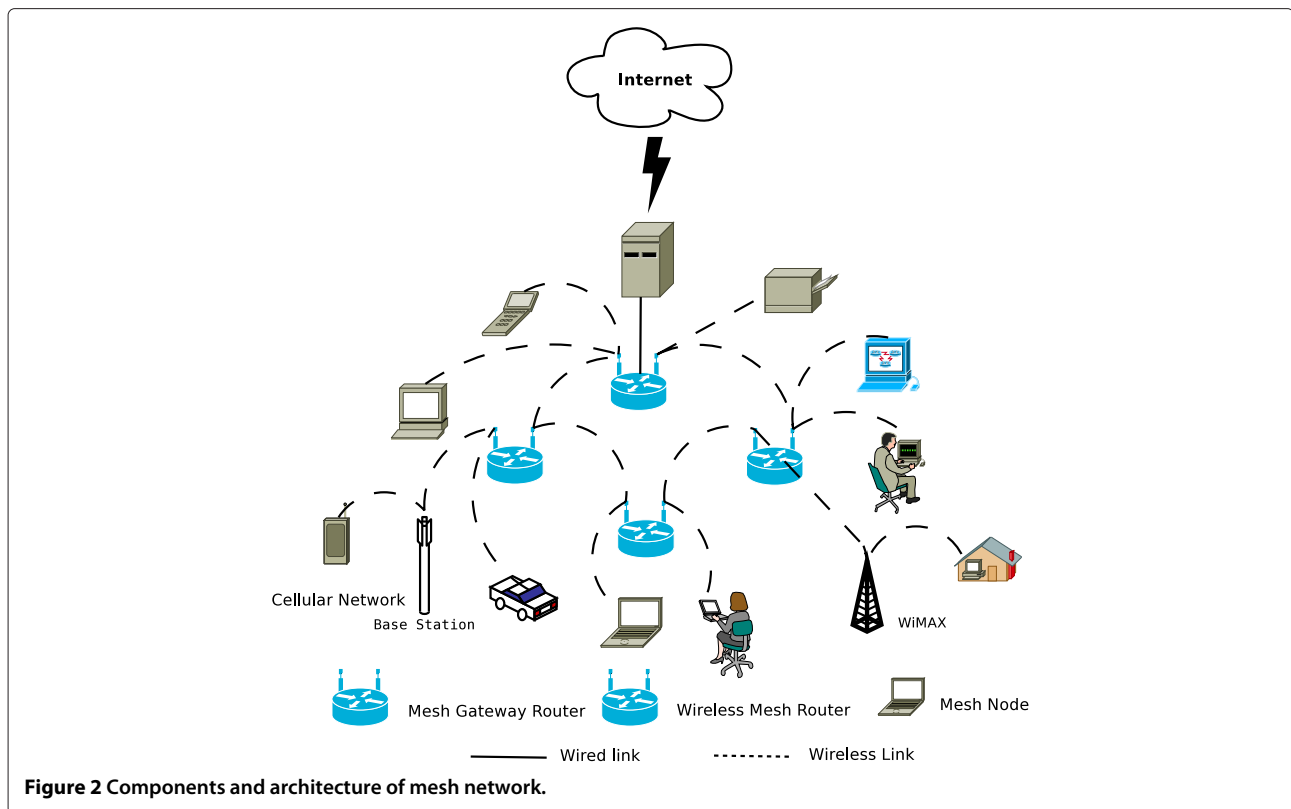 Internet
Cellular Network
Base Station
WiMAX
Mesh Gateway Router
Wireless Mesh Router
Mesh Node
Wired link
Wireless Link
Figure 2 Components and architecture of mesh network.